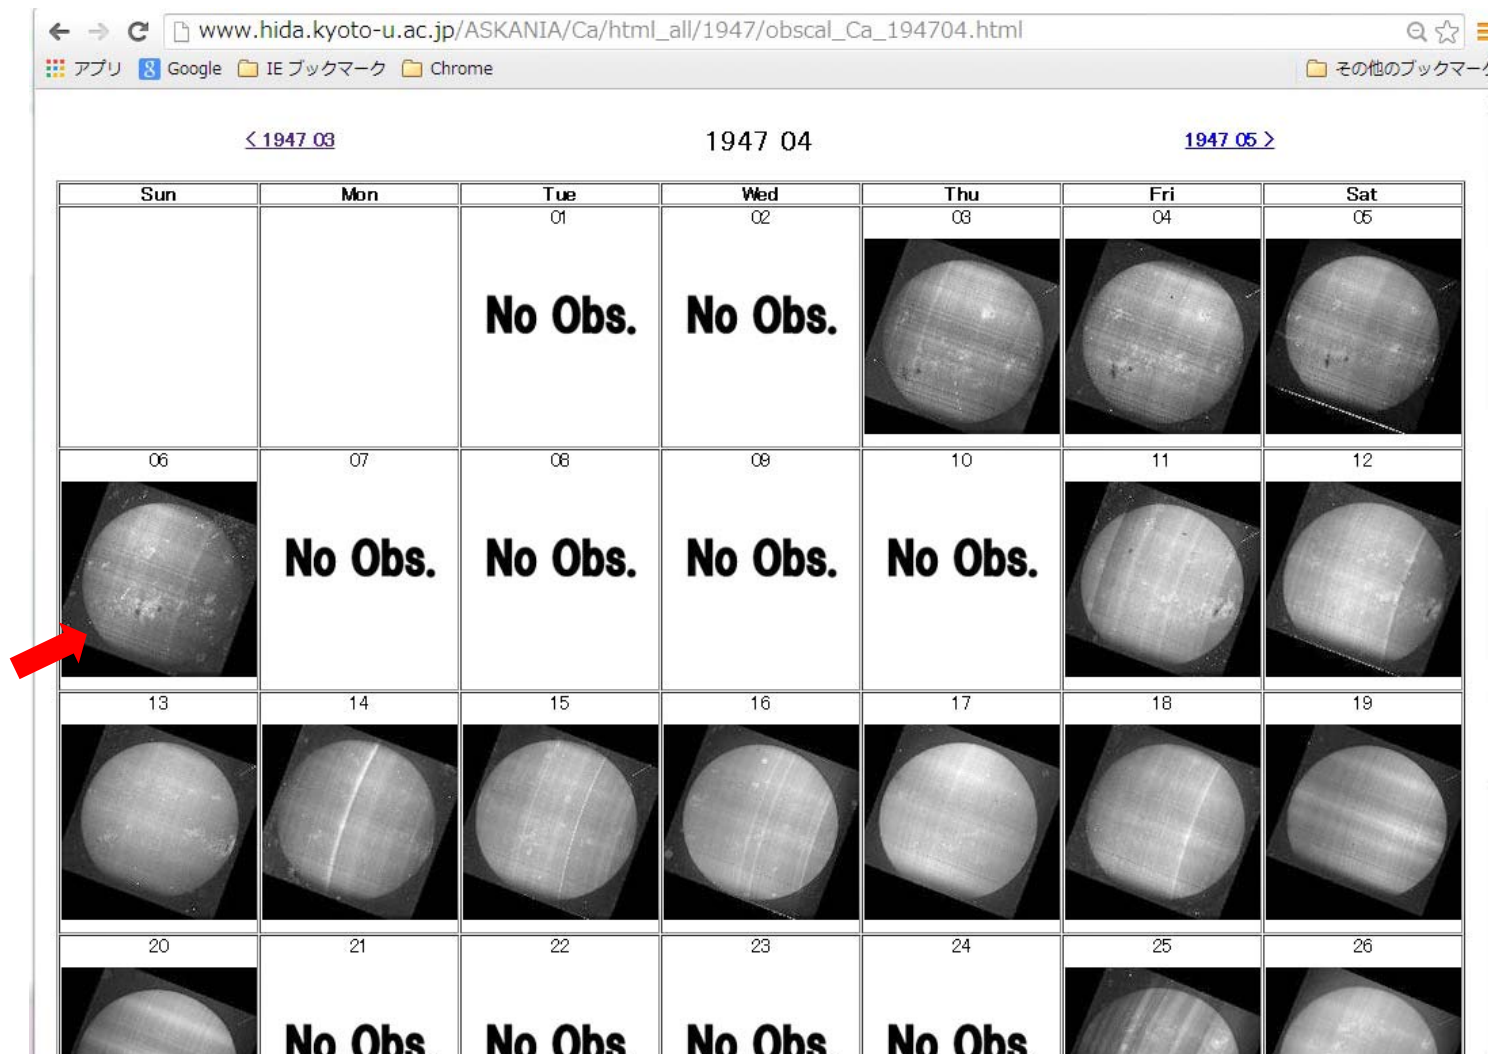 www.hida.kyoto-u.ac.jp/ASKANIA/Ca/html_all/1947/obscal_Ca_194704.html
アプリ Google IE ブックマーク Chrome その他のブックマーク
< 1947 03 1947 04 1947 05 >
Sun Mon Tue Wed Thu Fri Sat
01 02 03 04 05
No Obs. No Obs.
06 07 08 09 10 11 12
No Obs. No Obs. No Obs. No Obs.
13 14 15 16 17 18 19
20 21 22 23 24 25 26
No Obs. No Obs. No Obs. No Obs.